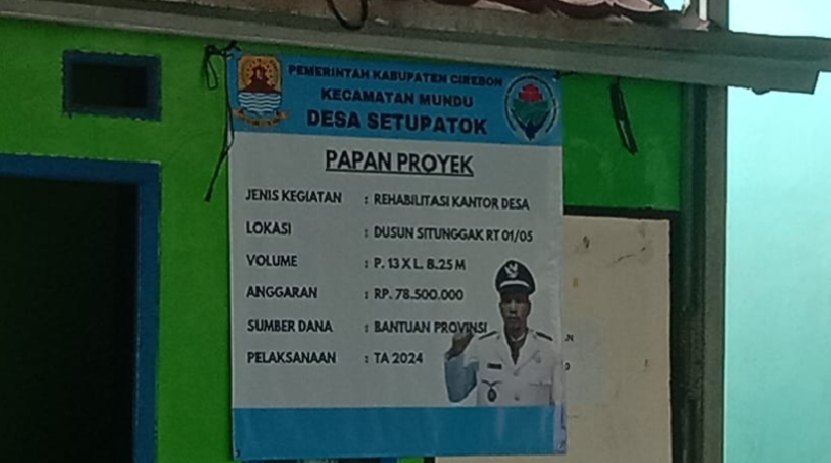 PEMERINTAH KABUPATEN CIREBON
KECAMATAN MUNDU
DESA SETUPATOK
PAPAN PROYEK
JENIS KEGIATAN : REHABILITASI KANTOR DESA
LOKASI : DUSUN SITUNGGAK RT 01/05
VOLUME : P. 13 X L. 8.25 M
ANGGARAN : RP. 78.500.000
SUMBER DANA : BANTUAN PROVINSI
PELAKSANAAN : TA 2024